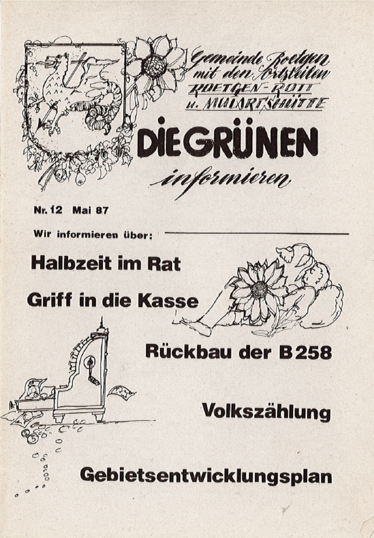 Gemeinde Roetgen
mit den Ortsteilen
ROETGEN-ROTT
u. MULARTSHÜTTE
DIE GRÜNEN
informieren
Nr. 12 Mai 87
Wir informieren über:
Halbzeit im Rat
Griff in die Kasse
Rückbau der B 258
Volkszählung
Gebietsentwicklungsplan